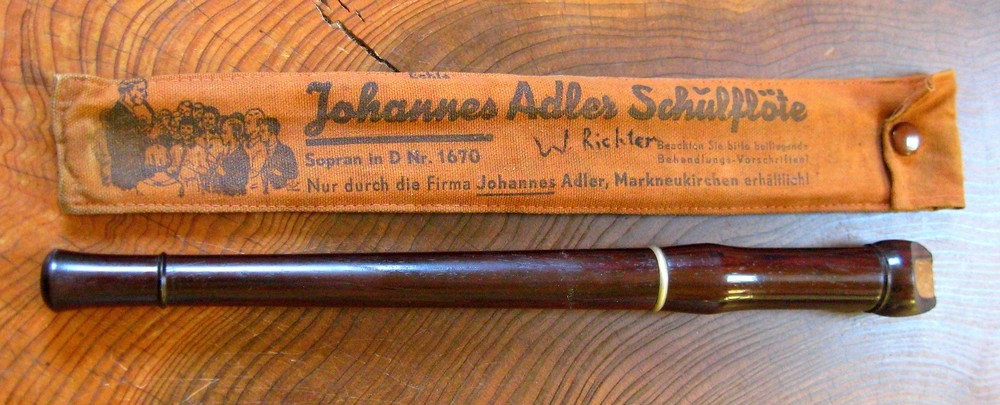 Echte
Johannes Adler Schulflöte
Sopran in D Nr. 1670
W. Richter
Beachten Sie bitte beiliegende
Behandlungs-Vorschriften!
Nur durch die Firma Johannes Adler, Markneukirchen erhältlich!